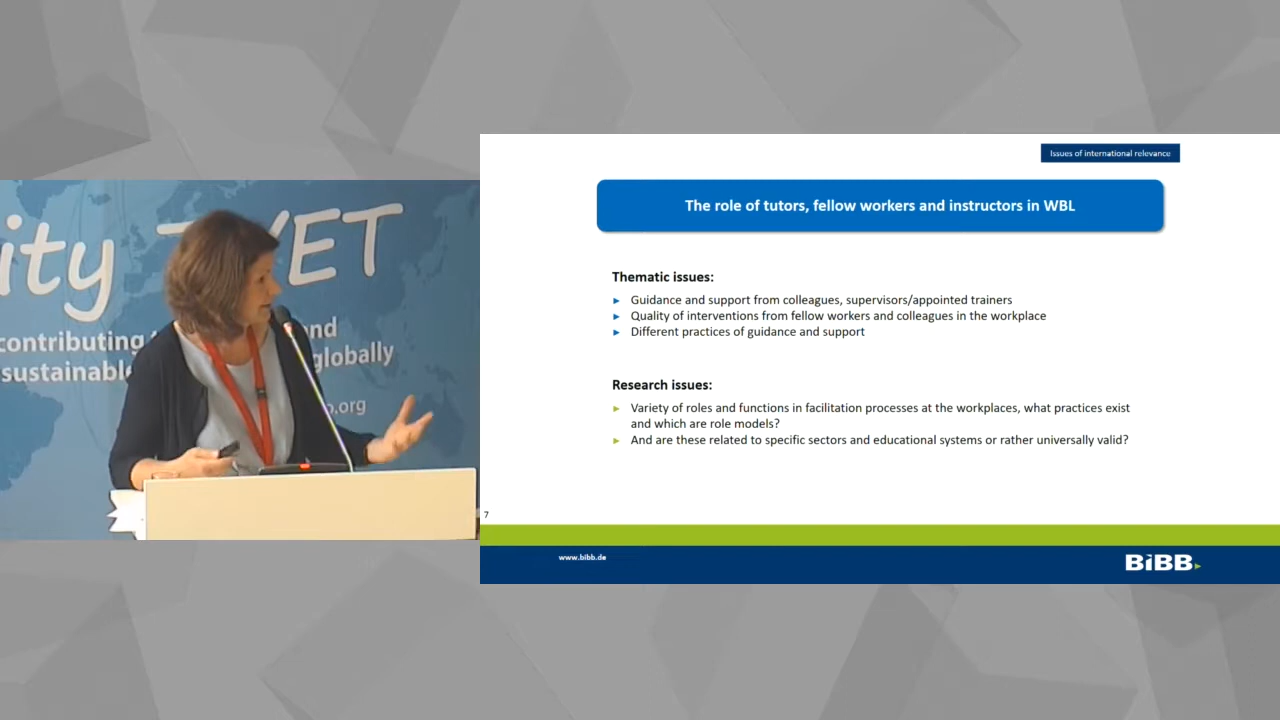 ity TVET
contributing
and
sustainable
globally
.org
Issues of international relevance
The role of tutors, fellow workers and instructors in WBL
Thematic issues:
► Guidance and support from colleagues, supervisors/appointed trainers
► Quality of interventions from fellow workers and colleagues in the workplace
► Different practices of guidance and support
Research issues:
► Variety of roles and functions in facilitation processes at the workplaces, what practices exist
and which are role models?
► And are these related to specific sectors and educational systems or rather universally valid?
7
www.bibb.de
BiBB